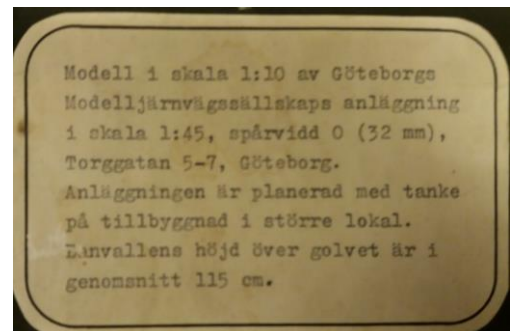 Modell i skala 1:10 av Göteborgs
Modelljärnvägssällskaps anläggning
i skala 1:45, spårvidd 0 (32 mm),
Torggatan 5-7, Göteborg.
Anläggningen är planerad med tanke
på tillbyggnad i större lokal.
Banvallens höjd över golvet är i
genomsnitt 115 cm.